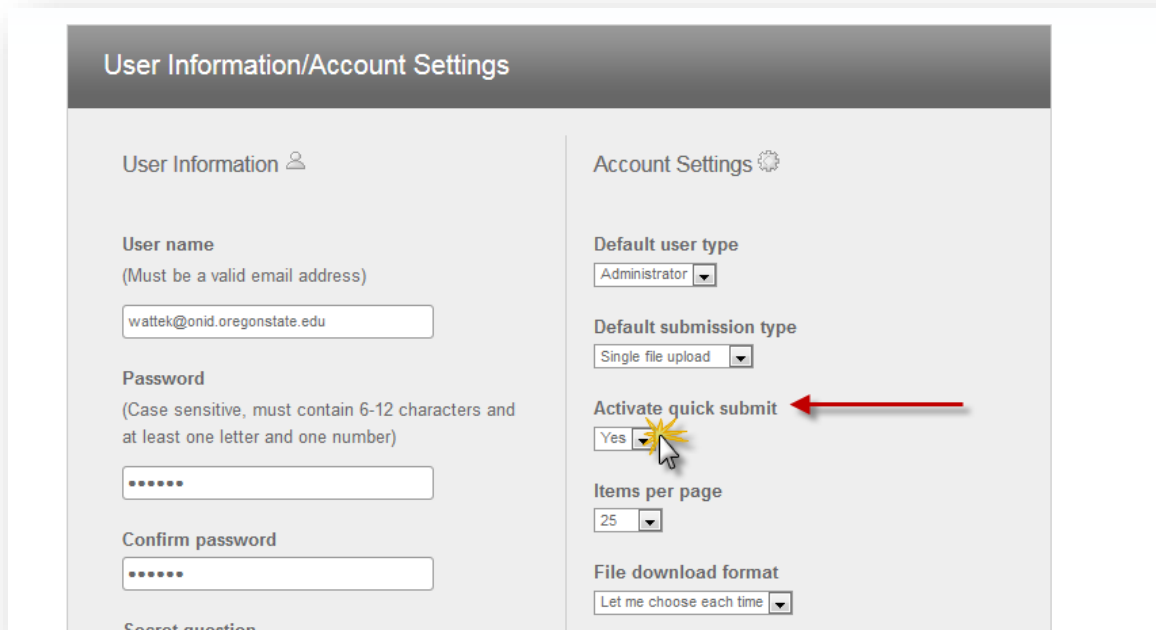 User Information/Account Settings
User Information
User name
(Must be a valid email address)
wattek@onid.oregonstate.edu
Password
(Case sensitive, must contain 6-12 characters and
at least one letter and one number)
••••••
Confirm password
••••••
Secret question
Account Settings
Default user type
Administrator
Default submission type
Single file upload
Activate quick submit
Yes
Items per page
25
File download format
Let me choose each time